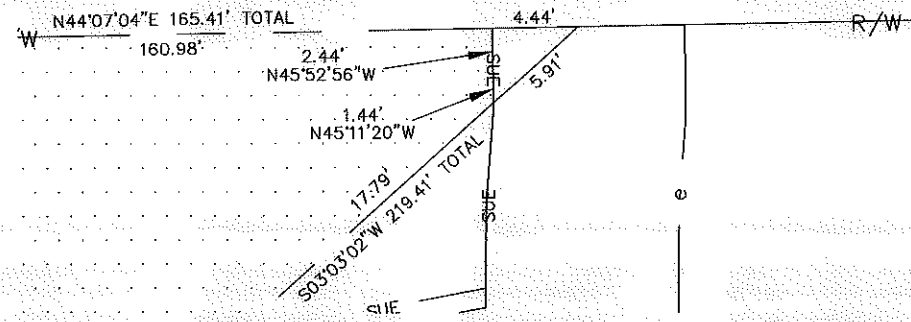 N44°07'04"E 165.41' TOTAL
4.44'
W
R/W
160.98'
2.44'
N45°52'56"W
SUE
5.91'
1.44'
N45°11'20"W
17.79'
S03°03'02"W 219.41' TOTAL
SUE
e
SUE